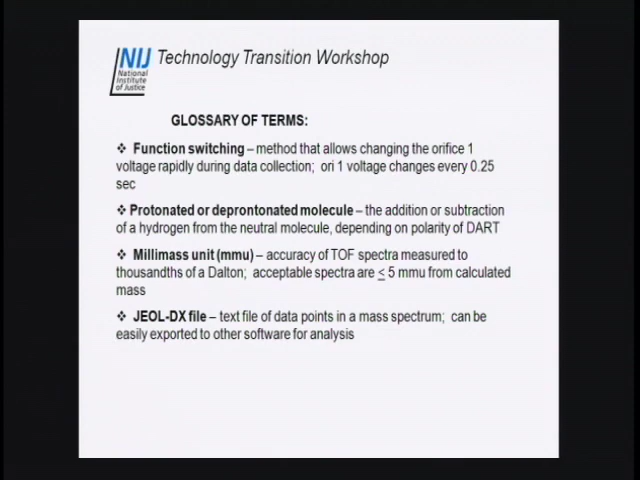 NIJ
National
Institute
of Justice
Technology Transition Workshop
GLOSSARY OF TERMS:
❖ Function switching – method that allows changing the orifice 1
voltage rapidly during data collection; ori 1 voltage changes every 0.25
sec
❖ Protonated or deprontonated molecule – the addition or subtraction
of a hydrogen from the neutral molecule, depending on polarity of DART
❖ Millimass unit (mmu) – accuracy of TOF spectra measured to
thousandths of a Dalton; acceptable spectra are ≤ 5 mmu from calculated
mass
❖ JEOL-DX file – text file of data points in a mass spectrum; can be
easily exported to other software for analysis